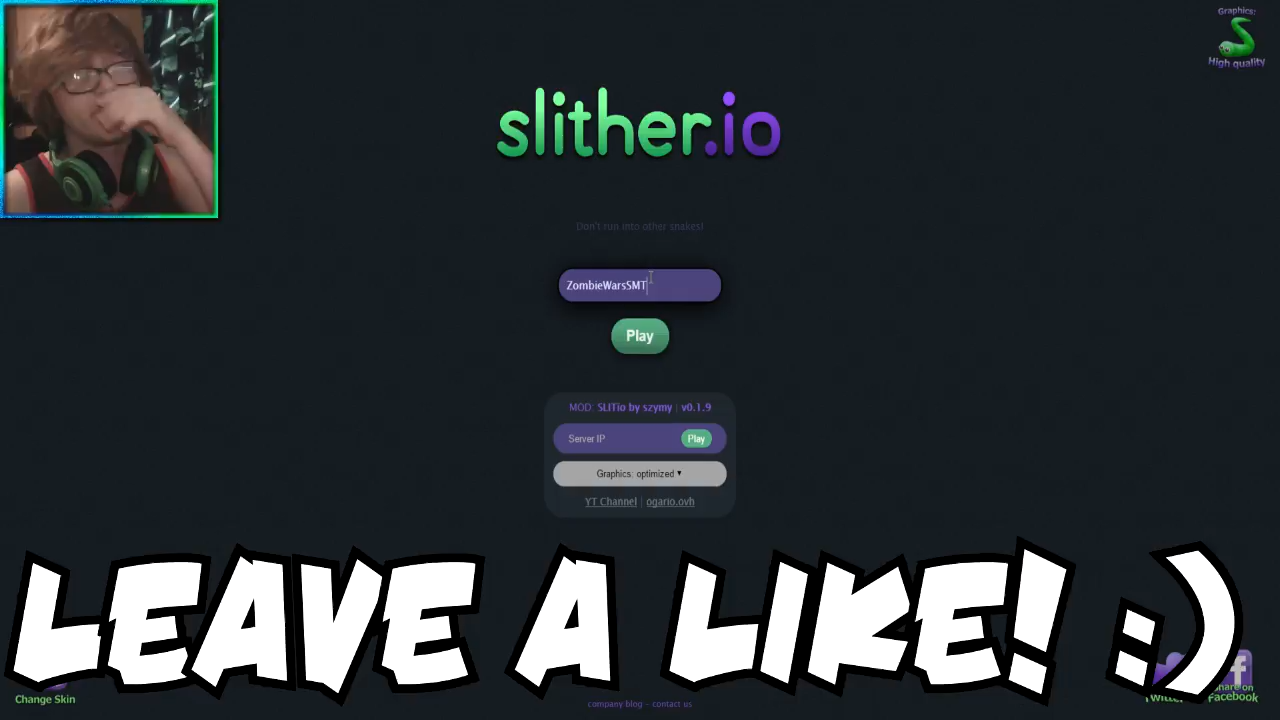 Graphics:
High quality
slither.io
Don't run into other snakes!
ZombieWarsSMT
Play
MOD: SLITio by szymy | v0.1.9
Server IP
Play
Graphics: optimized ▾
YT Channel | ogario.ovh
LEAVE A LIKE! :)
Change Skin
company blog - contact us
Twitter
Share on
Facebook